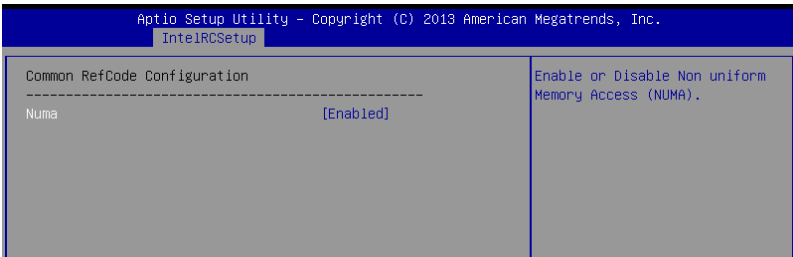 Aptio Setup Utility – Copyright (C) 2013 American Megatrends, Inc.
IntelRCSetup
Common RefCode Configuration
--------------------------------------------------
Numa [Enabled]
Enable or Disable Non uniform
Memory Access (NUMA).